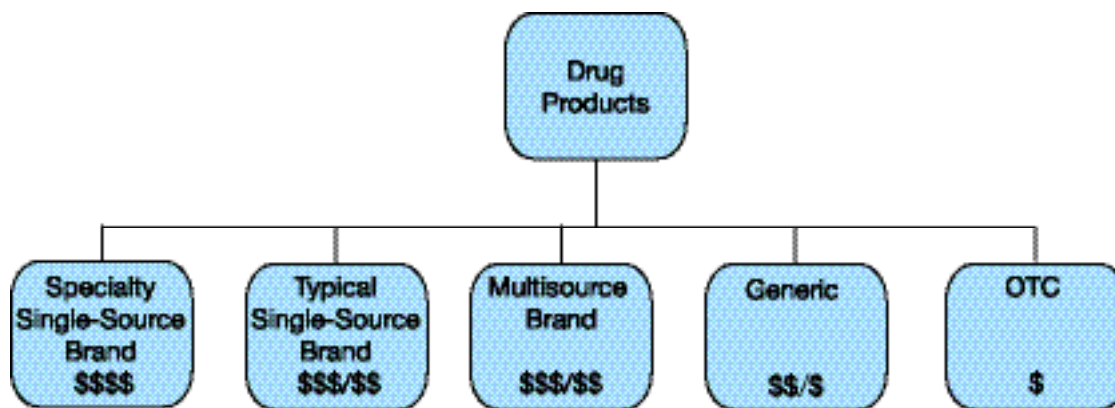 Drug
Products
Specialty
Single-Source
Brand
$$$$
Typical
Single-Source
Brand
$$$/$$
Multisource
Brand
$$$/$$
Generic
$$/$
OTC
$